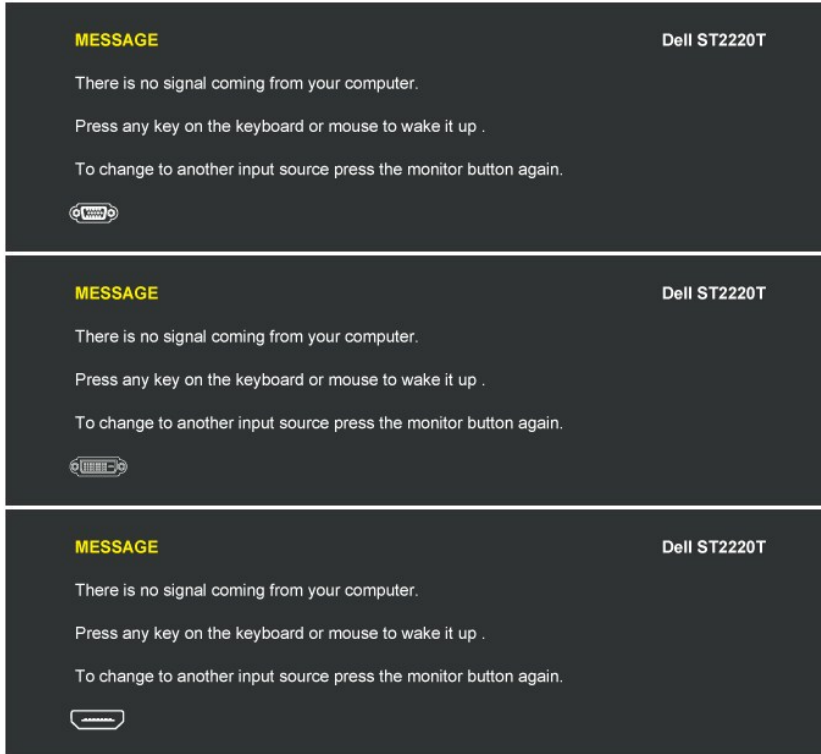 MESSAGE Dell ST2220T
There is no signal coming from your computer.
Press any key on the keyboard or mouse to wake it up .
To change to another input source press the monitor button again.
MESSAGE Dell ST2220T
There is no signal coming from your computer.
Press any key on the keyboard or mouse to wake it up .
To change to another input source press the monitor button again.
MESSAGE Dell ST2220T
There is no signal coming from your computer.
Press any key on the keyboard or mouse to wake it up .
To change to another input source press the monitor button again.